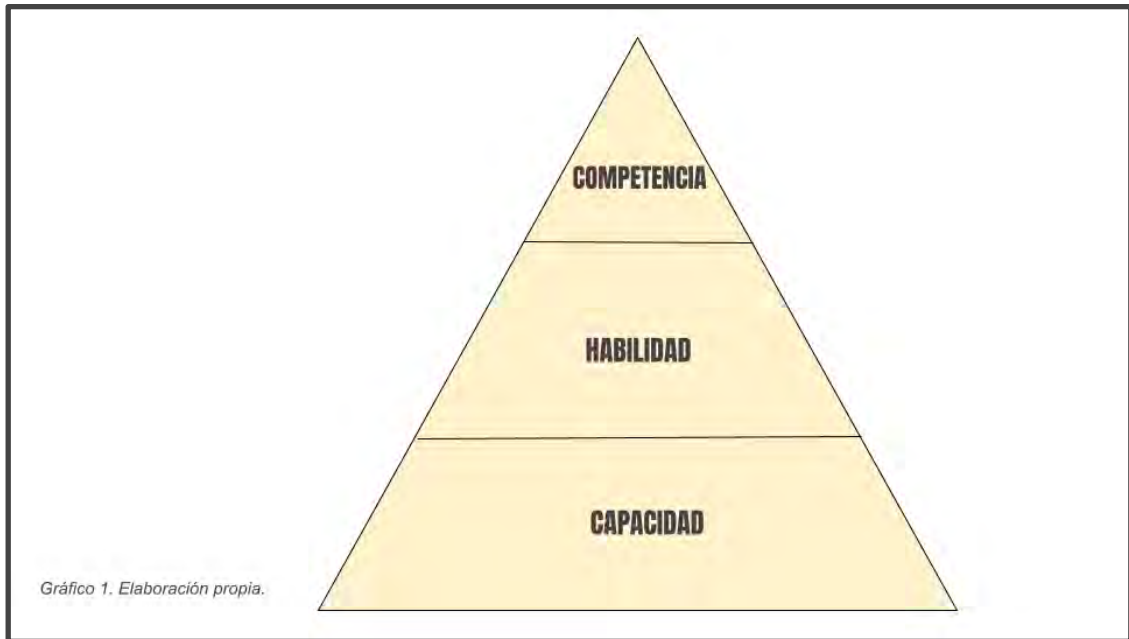 COMPETENCIA
HABILIDAD
CAPACIDAD
Gráfico 1. Elaboración propia.